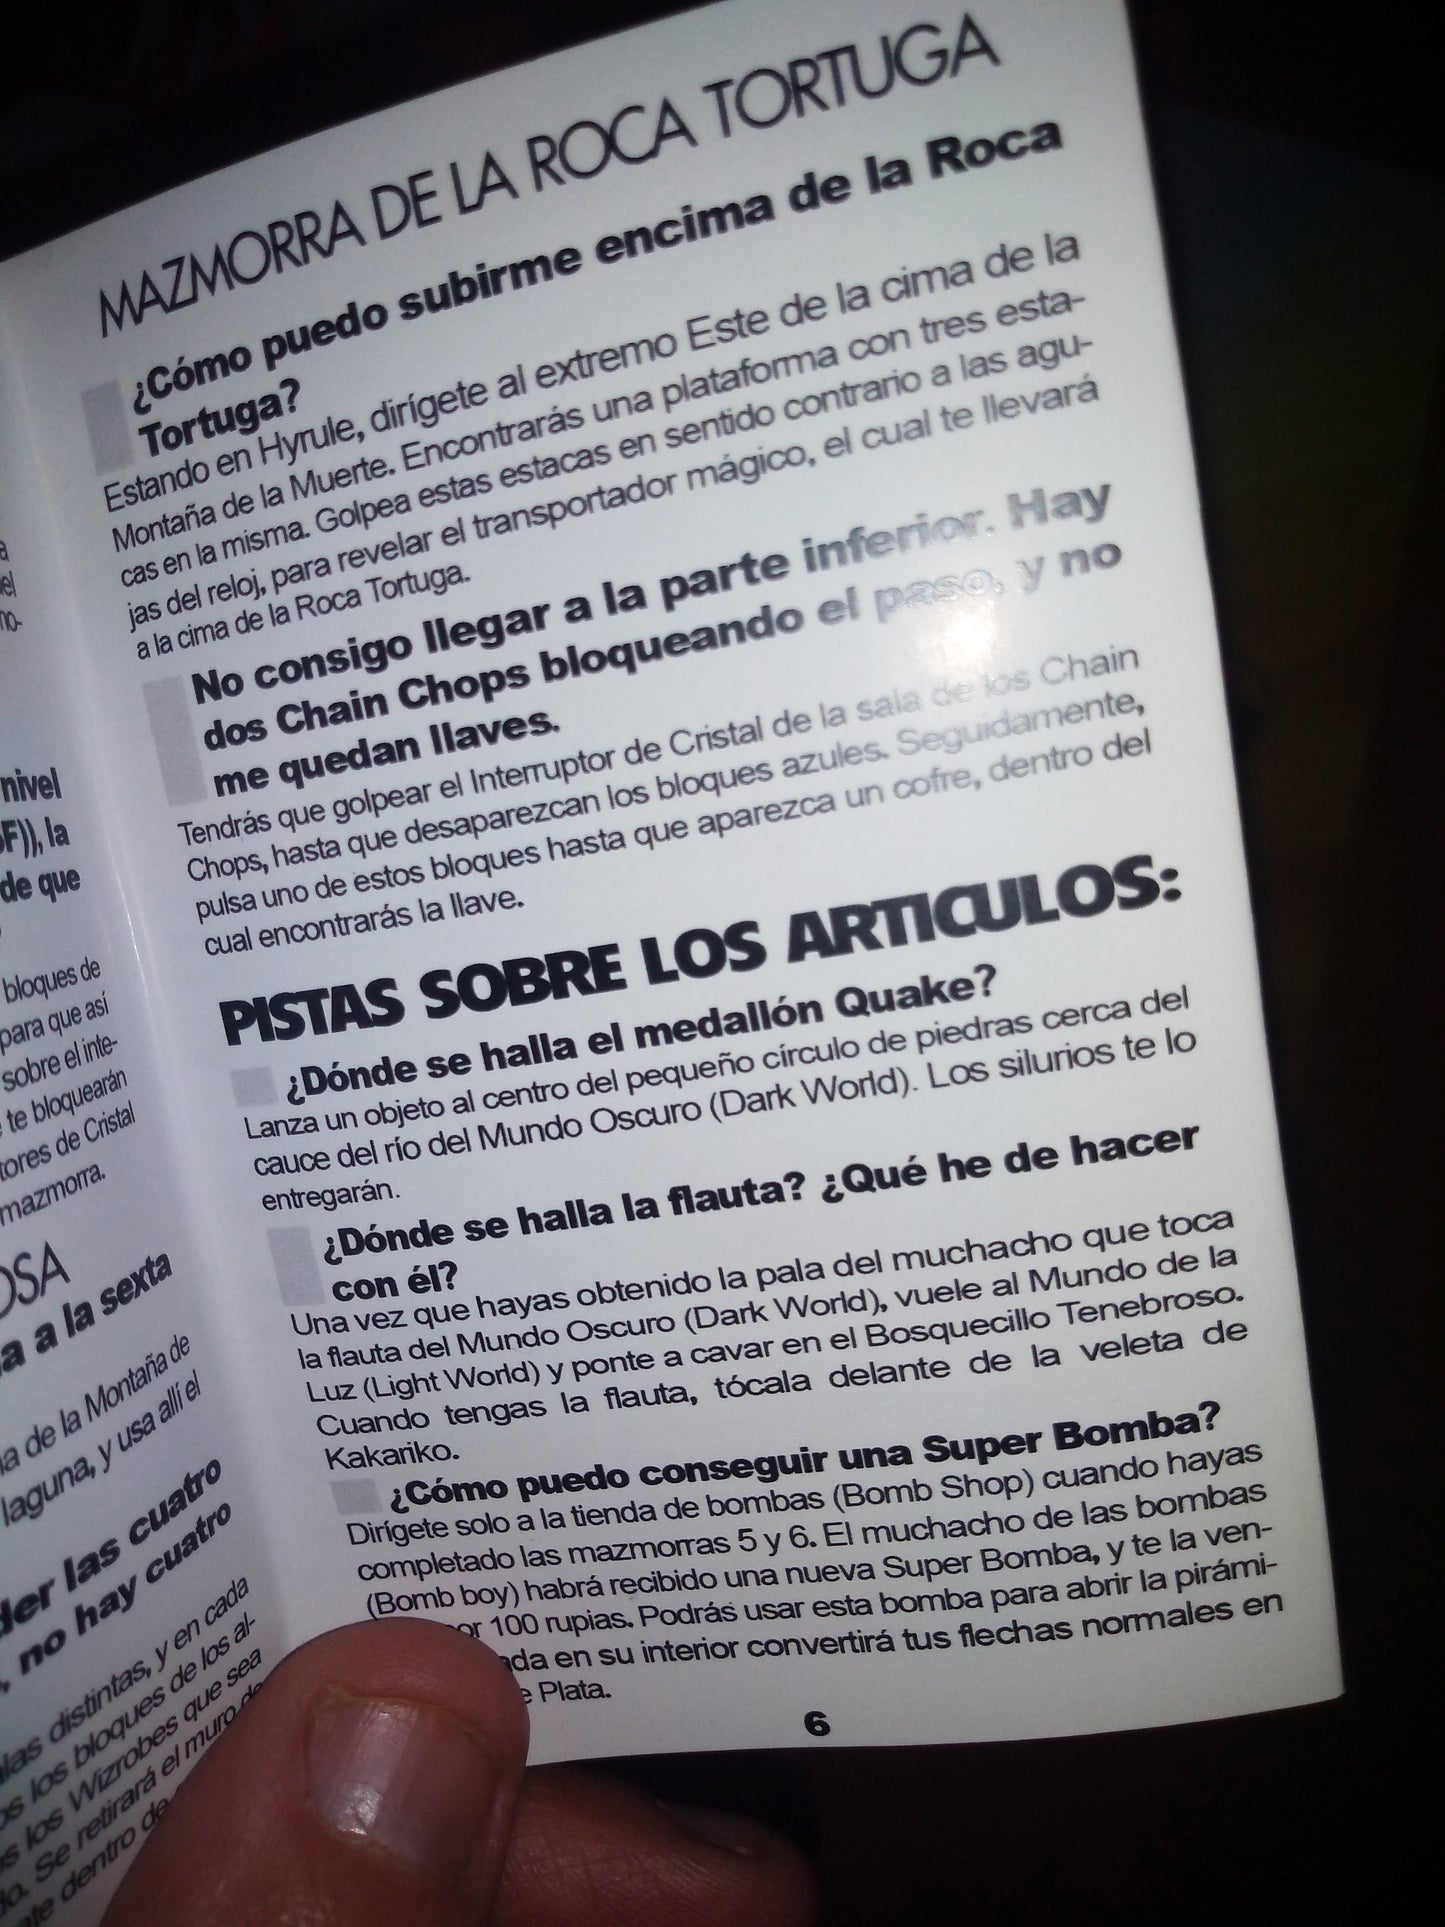 a
el
no-
nivel
SF)), la
de que
bloques de
para que así
sobre el inte-
te bloquearán
tores de Cristal
mazmorra.
OSA
a a la sexta
na de la Montaña de
laguna, y usa allí el
der las cuatro
, no hay cuatro
las distintas, y en cada
os los bloques de los al-
os los Wizrobes que sea
do. Se retirará el muro de
te dentro de
MAZMORRA DE LA ROCA TORTUGA
¿Cómo puedo subirme encima de la Roca
Tortuga?
Estando en Hyrule, dirígete al extremo Este de la cima de la
Montaña de la Muerte. Encontrarás una plataforma con tres esta-
cas en la misma. Golpea estas estacas en sentido contrario a las agu-
jas del reloj, para revelar el transportador mágico, el cual te llevará
a la cima de la Roca Tortuga.
No consigo llegar a la parte inferior. Hay
dos Chain Chops bloqueando el paso, y no
me quedan llaves.
Tendrás que golpear el Interruptor de Cristal de la sala de los Chain
Chops, hasta que desaparezcan los bloques azules. Seguidamente,
pulsa uno de estos bloques hasta que aparezca un cofre, dentro del
cual encontrarás la llave.
PISTAS SOBRE LOS ARTICULOS:
¿Dónde se halla el medallón Quake?
Lanza un objeto al centro del pequeño círculo de piedras cerca del
cauce del río del Mundo Oscuro (Dark World). Los silurios te lo
entregarán.
¿Dónde se halla la flauta? ¿Qué he de hacer
con él?
Una vez que hayas obtenido la pala del muchacho que toca
la flauta del Mundo Oscuro (Dark World), vuele al Mundo de la
Luz (Light World) y ponte a cavar en el Bosquecillo Tenebroso.
Cuando tengas la flauta, tócala delante de la veleta de
Kakariko.
¿Cómo puedo conseguir una Super Bomba?
Dirígete solo a la tienda de bombas (Bomb Shop) cuando hayas
completado las mazmorras 5 y 6. El muchacho de las bombas
(Bomb boy) habrá recibido una nueva Super Bomba, y te la ven-
or 100 rupias. Podrás usar esta bomba para abrir la pirámi-
ada en su interior convertirá tus flechas normales en
e Plata.
6